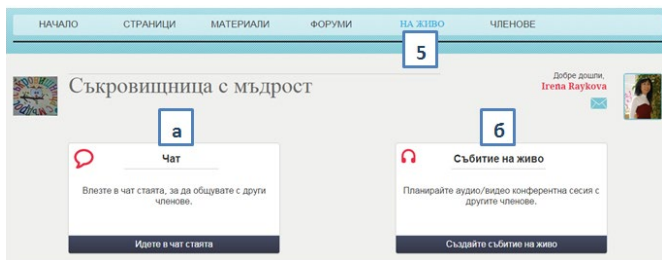 НАЧАЛО СТРАНИЦИ МАТЕРИАЛИ ФОРУМИ НА ЖИВО ЧЛЕНОВЕ
5
Съкровищница с мъдрост
Добре дошли,
Irena Raykova
а
Чат
Влезте в чат стаята, за да общувате с други
членове.
Идете в чат стаята
б
Събитие на живо
Планирайте аудио/видео конферентна сесия с
другите членове.
Създайте събитие на живо